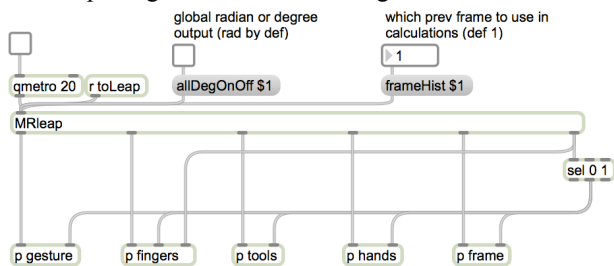 global radian or degree
output (rad by def)
which prev frame to use in
calculations (def 1)
1
qmetro 20
r toLeap
allDegOnOff $1
frameHist $1
MRleap
sel 0 1
p gesture
p fingers
p tools
p hands
p frame